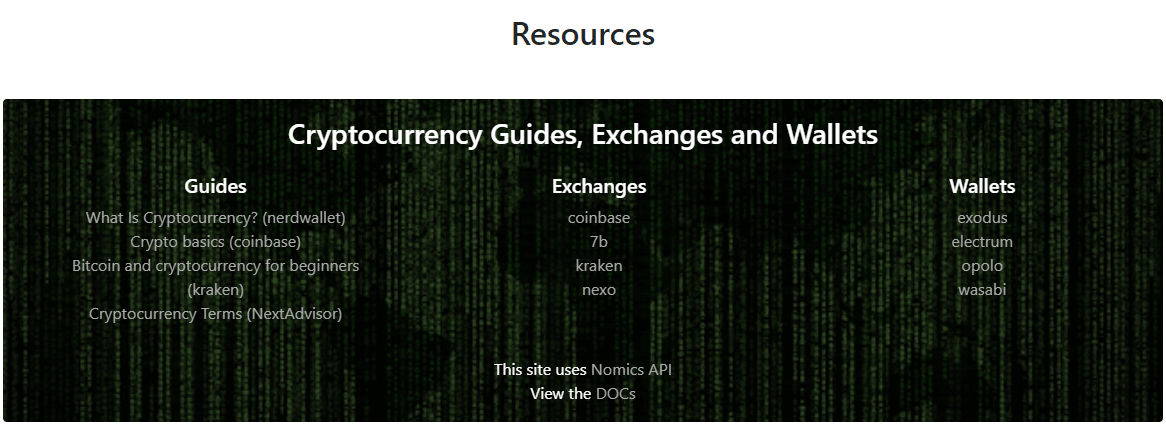 Resources
Cryptocurrency Guides, Exchanges and Wallets
Guides
What Is Cryptocurrency? (nerdwallet)
Crypto basics (coinbase)
Bitcoin and cryptocurrency for beginners
(kraken)
Cryptocurrency Terms (NextAdvisor)
Exchanges
coinbase
7b
kraken
nexo
Wallets
exodus
electrum
opolo
wasabi
This site uses Nomics API
View the DOCs